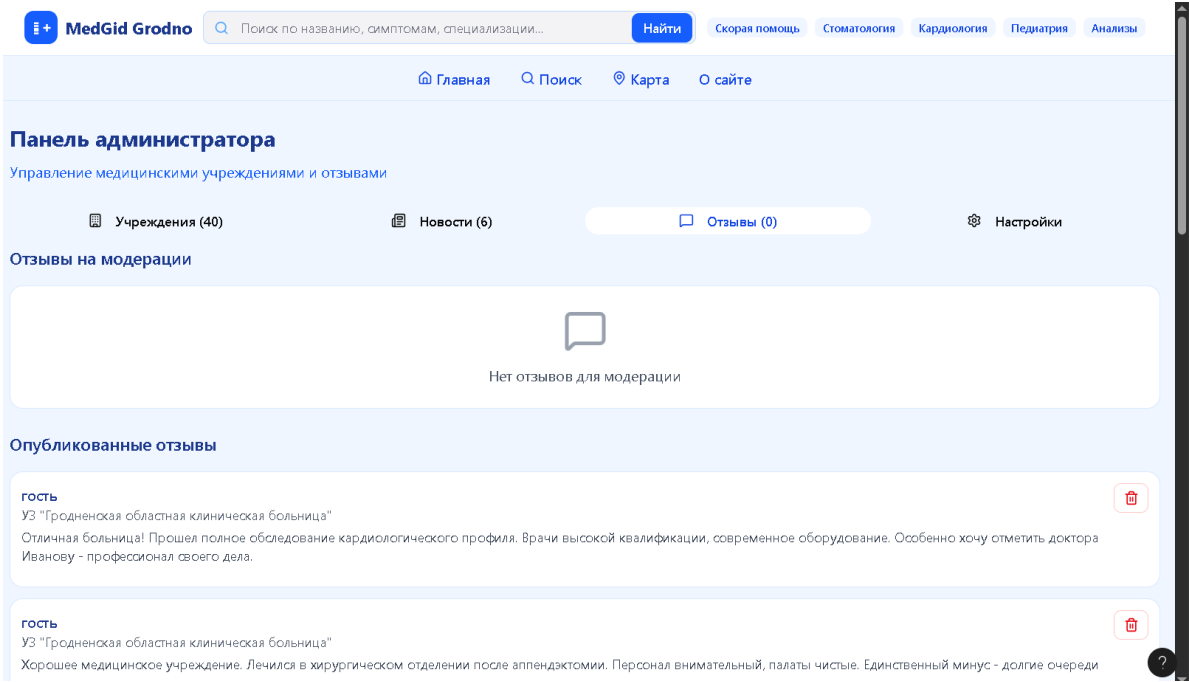 MedGid Grodno
Поиск по названию, симптомам, специализации...
Найти
Скорая помощь
Стоматология
Кардиология
Педиатрия
Анализы
Главная
Поиск
Карта
О сайте
Панель администратора
Управление медицинскими учреждениями и отзывами
Учреждения (40)
Новости (6)
Отзывы (0)
Настройки
Отзывы на модерации
Нет отзывов для модерации
Опубликованные отзывы
гость
УЗ "Гродненская областная клиническая больница"
Отличная больница! Прошел полное обследование кардиологического профиля. Врачи высокой квалификации, современное оборудование. Особенно хочу отметить доктора
Иванову - профессионал своего дела.
гость
УЗ "Гродненская областная клиническая больница"
Хорошее медицинское учреждение. Лечился в хирургическом отделении после аппендэктомии. Персонал внимательный, палаты чистые. Единственный минус - долгие очереди
?